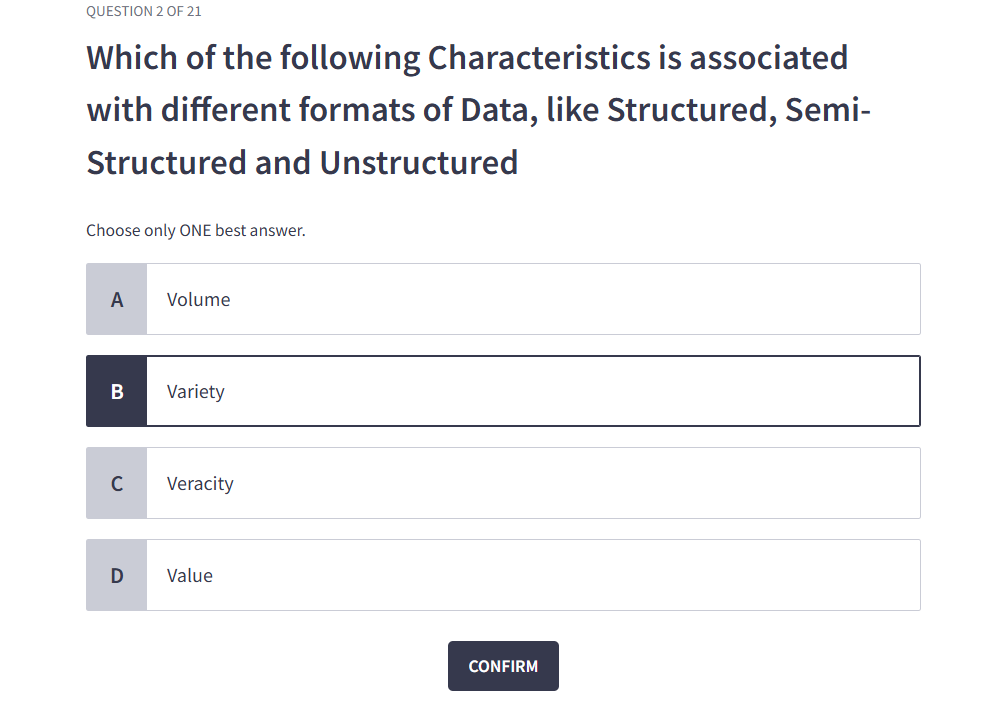 QUESTION 2 OF 21
Which of the following Characteristics is associated
with different formats of Data, like Structured, Semi-
Structured and Unstructured
Choose only ONE best answer.
A Volume
B Variety
C Veracity
D Value
CONFIRM